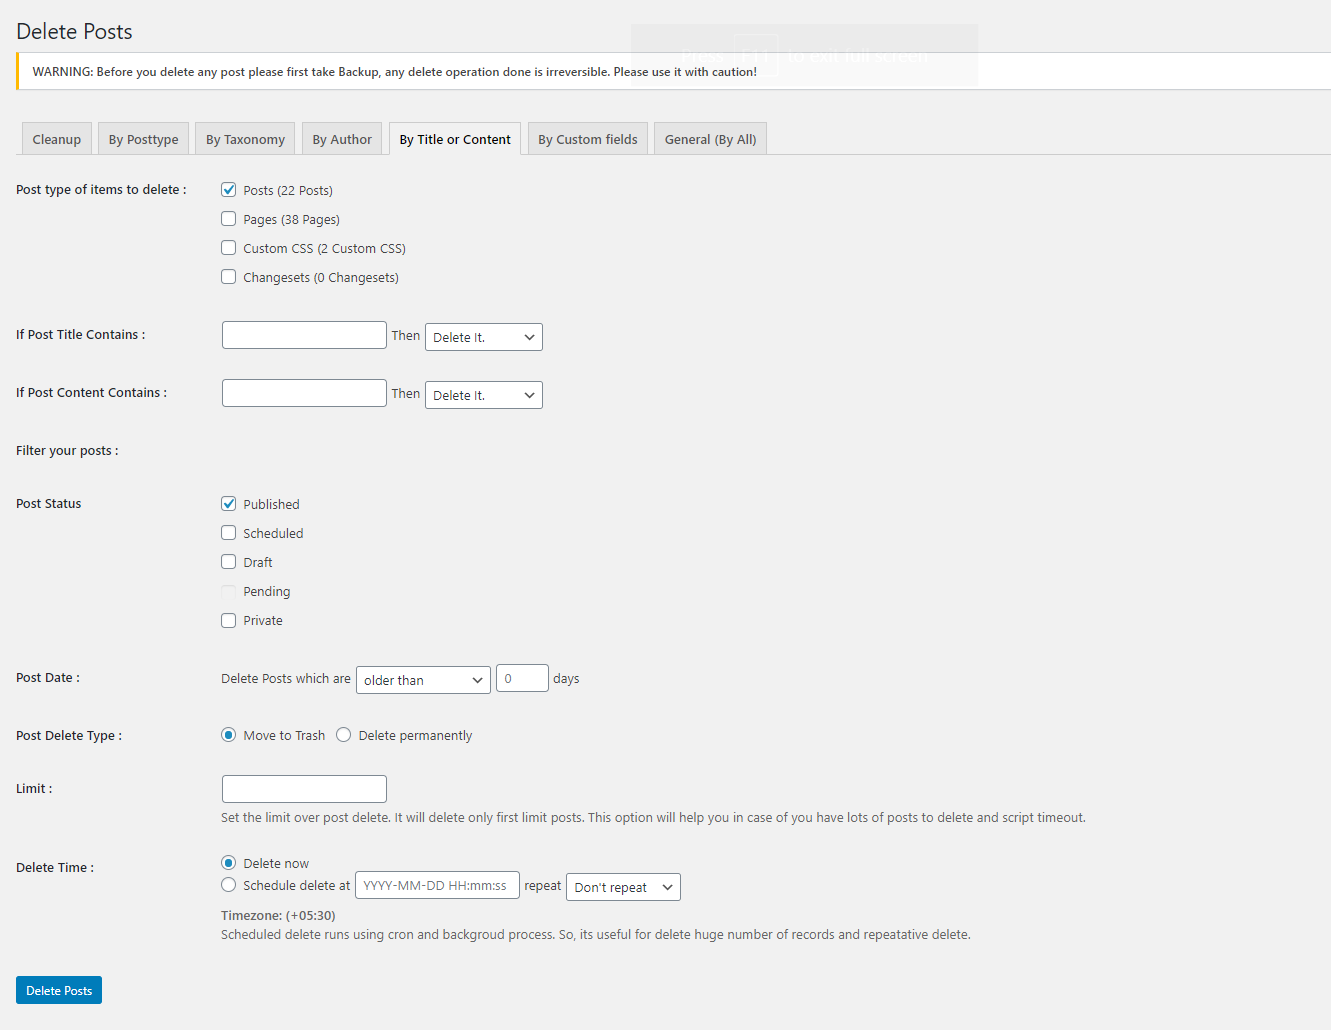 Delete Posts
Press F11 to exit full screen
WARNING: Before you delete any post please first take Backup, any delete operation done is irreversible. Please use it with caution!
Cleanup By Posttype By Taxonomy By Author By Title or Content By Custom fields General (By All)
Post type of items to delete : Posts (22 Posts)
Pages (38 Pages)
Custom CSS (2 Custom CSS)
Changesets (0 Changesets)
If Post Title Contains : Then Delete It.
If Post Content Contains : Then Delete It.
Filter your posts :
Post Status Published
Scheduled
Draft
Pending
Private
Post Date : Delete Posts which are older than 0 days
Post Delete Type : Move to Trash Delete permanently
Limit :
Set the limit over post delete. It will delete only first limit posts. This option will help you in case of you have lots of posts to delete and script timeout.
Delete Time : Delete now
Schedule delete at YYYY-MM-DD HH:mm:ss repeat Don't repeat
Timezone: (+05:30)
Scheduled delete runs using cron and backgroud process. So, its useful for delete huge number of records and repeatative delete.
Delete Posts